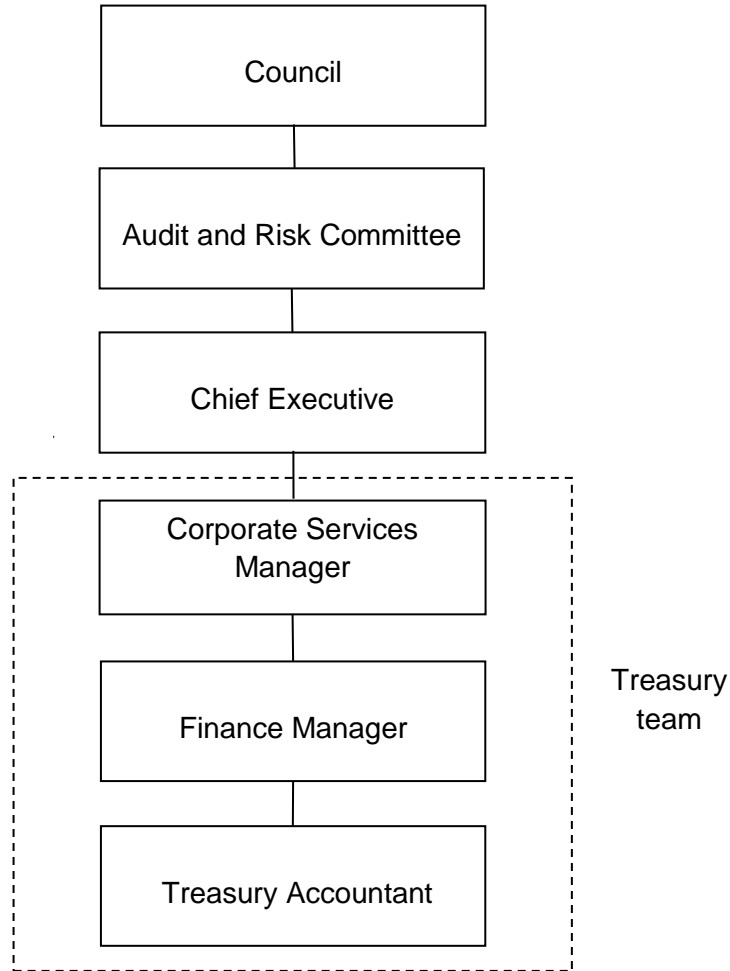 Council
Audit and Risk Committee
Chief Executive
Corporate Services
Manager
Finance Manager
Treasury
team
Treasury Accountant